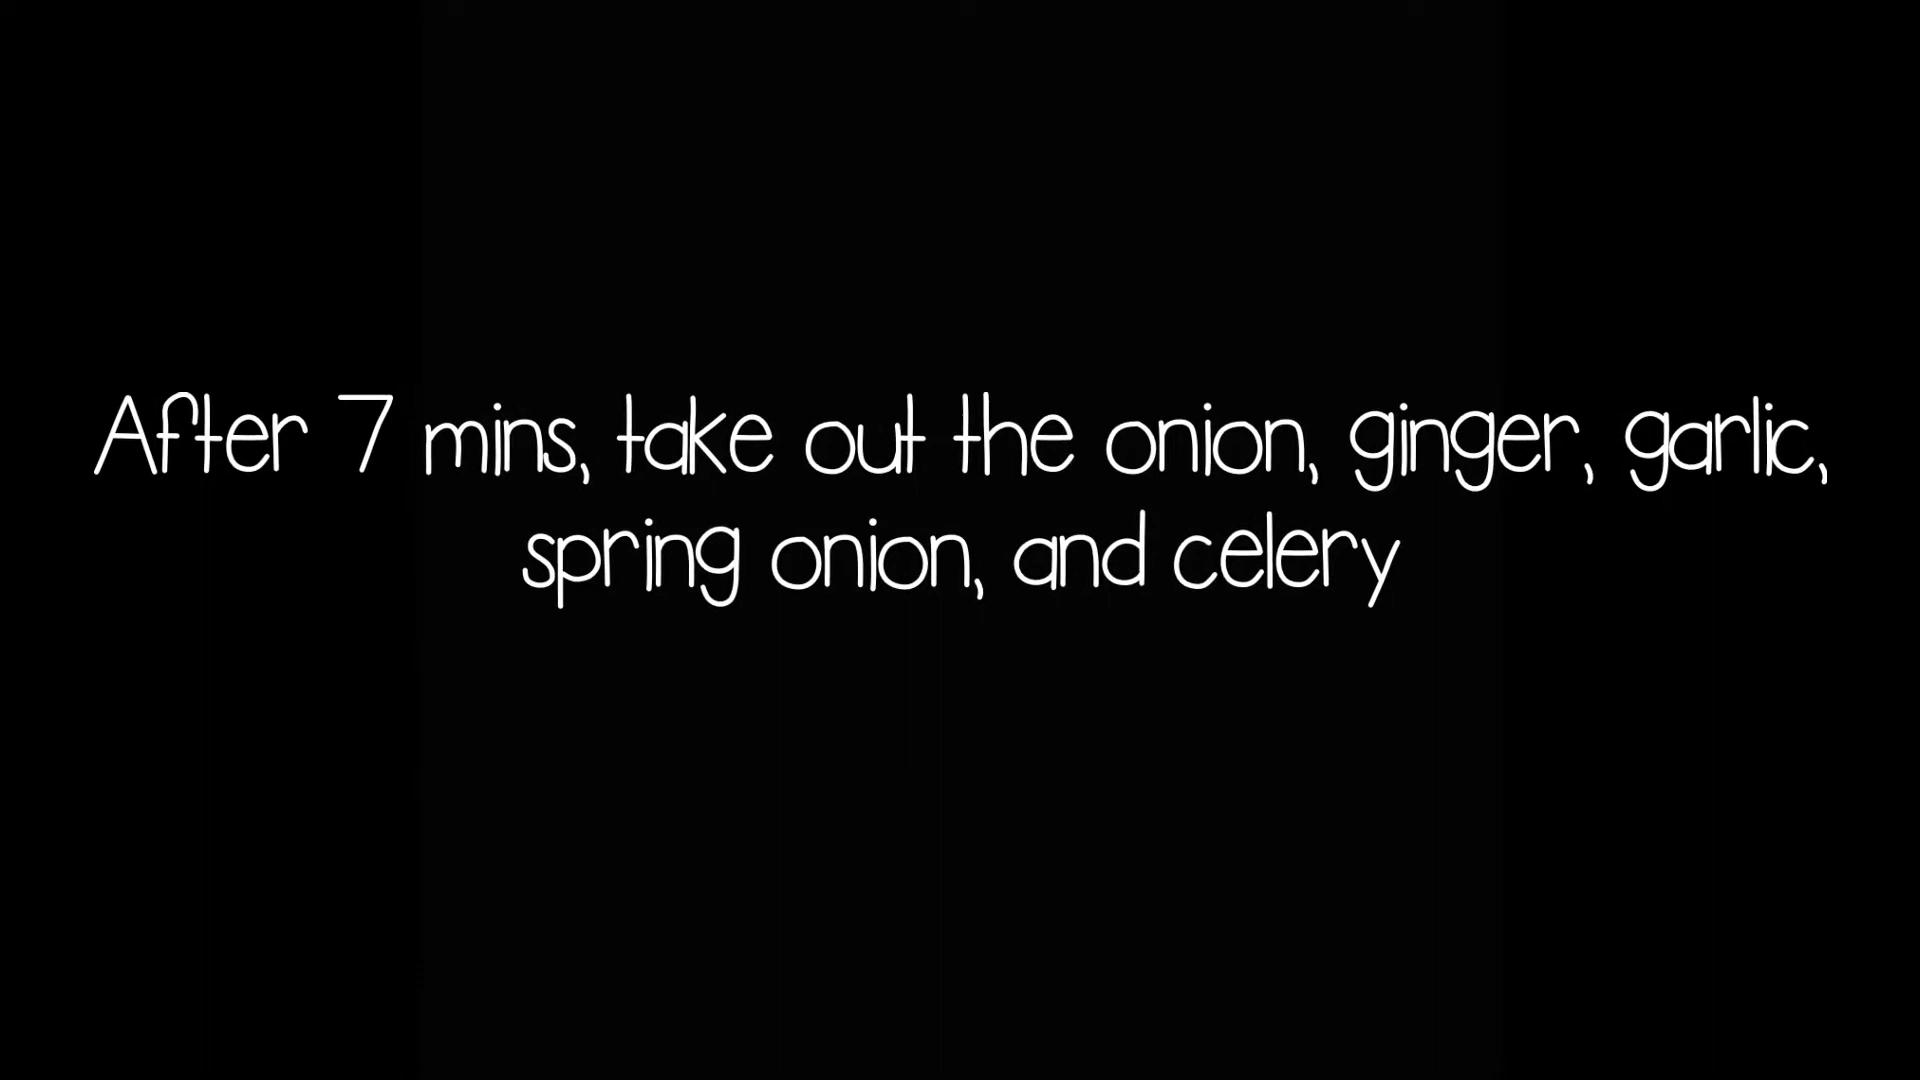 After 7 mins, take out the onion, ginger, garlic,
spring onion, and celery